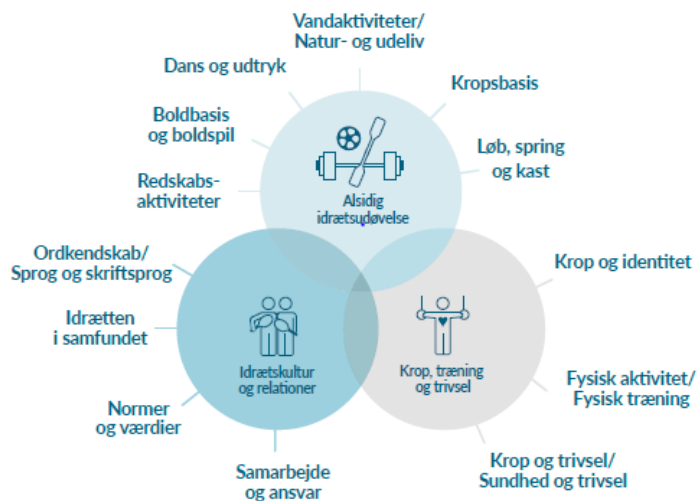 Vandaktiviteter/
Natur- og udeliv
Dans og udtryk
Kropsbasis
Boldbasis
og boldspil
Løb, spring
og kast
Redskabs-
aktiviteter
Alsidig
idrætsudøvelse
Ordkendskab/
Sprog og skriftsprog
Krop og identitet
Idrætten
i samfundet
Idrætskultur
og relationer
Krop, træning
og trivsel
Fysisk aktivitet/
Fysisk træning
Normer
og værdier
Krop og trivsel/
Sundhed og trivsel
Samarbejde
og ansvar